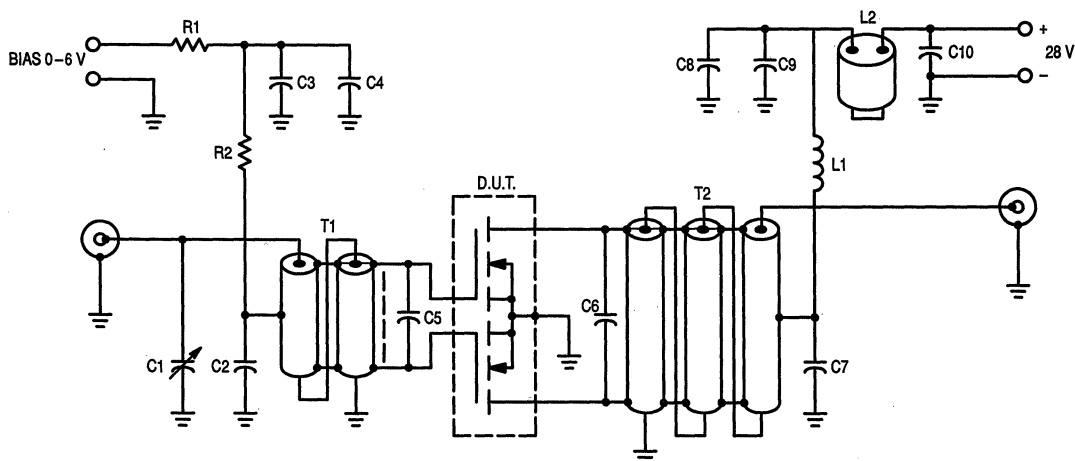 R1
BIAS 0–6 V
C3
C4
R2
T1
C1
C2
C5
D.U.T.
C6
T2
L1
C7
C8
C9
L2
C10
+
28 V
–